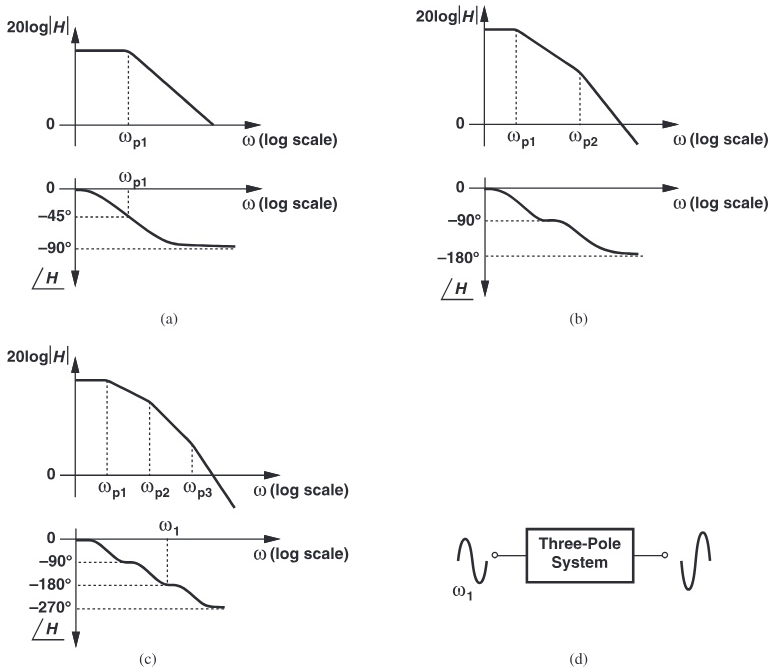 20log|H|
0
ωp1
ω (log scale)
ωp1
0
ω (log scale)
−45°
−90°
H
(a)
20log|H|
0
ωp1 ωp2
ω (log scale)
0
ω (log scale)
−90°
−180°
H
(b)
20log|H|
0
ωp1 ωp2 ωp3
ω (log scale)
ω1
0
ω (log scale)
−90°
−180°
−270°
H
(c)
Three-Pole
System
ω1
(d)